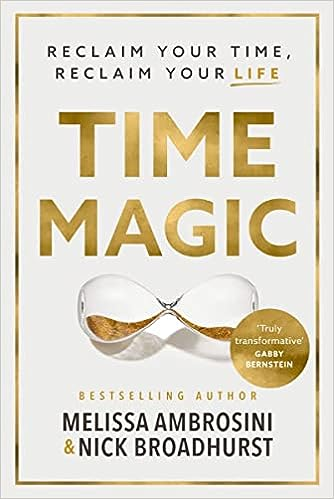 RECLAIM YOUR TIME,
RECLAIM YOUR LIFE
TIME
MAGIC
'Truly
transformative'
GABBY
BERNSTEIN
BESTSELLING AUTHOR
MELISSA AMBROSINI
& NICK BROADHURST